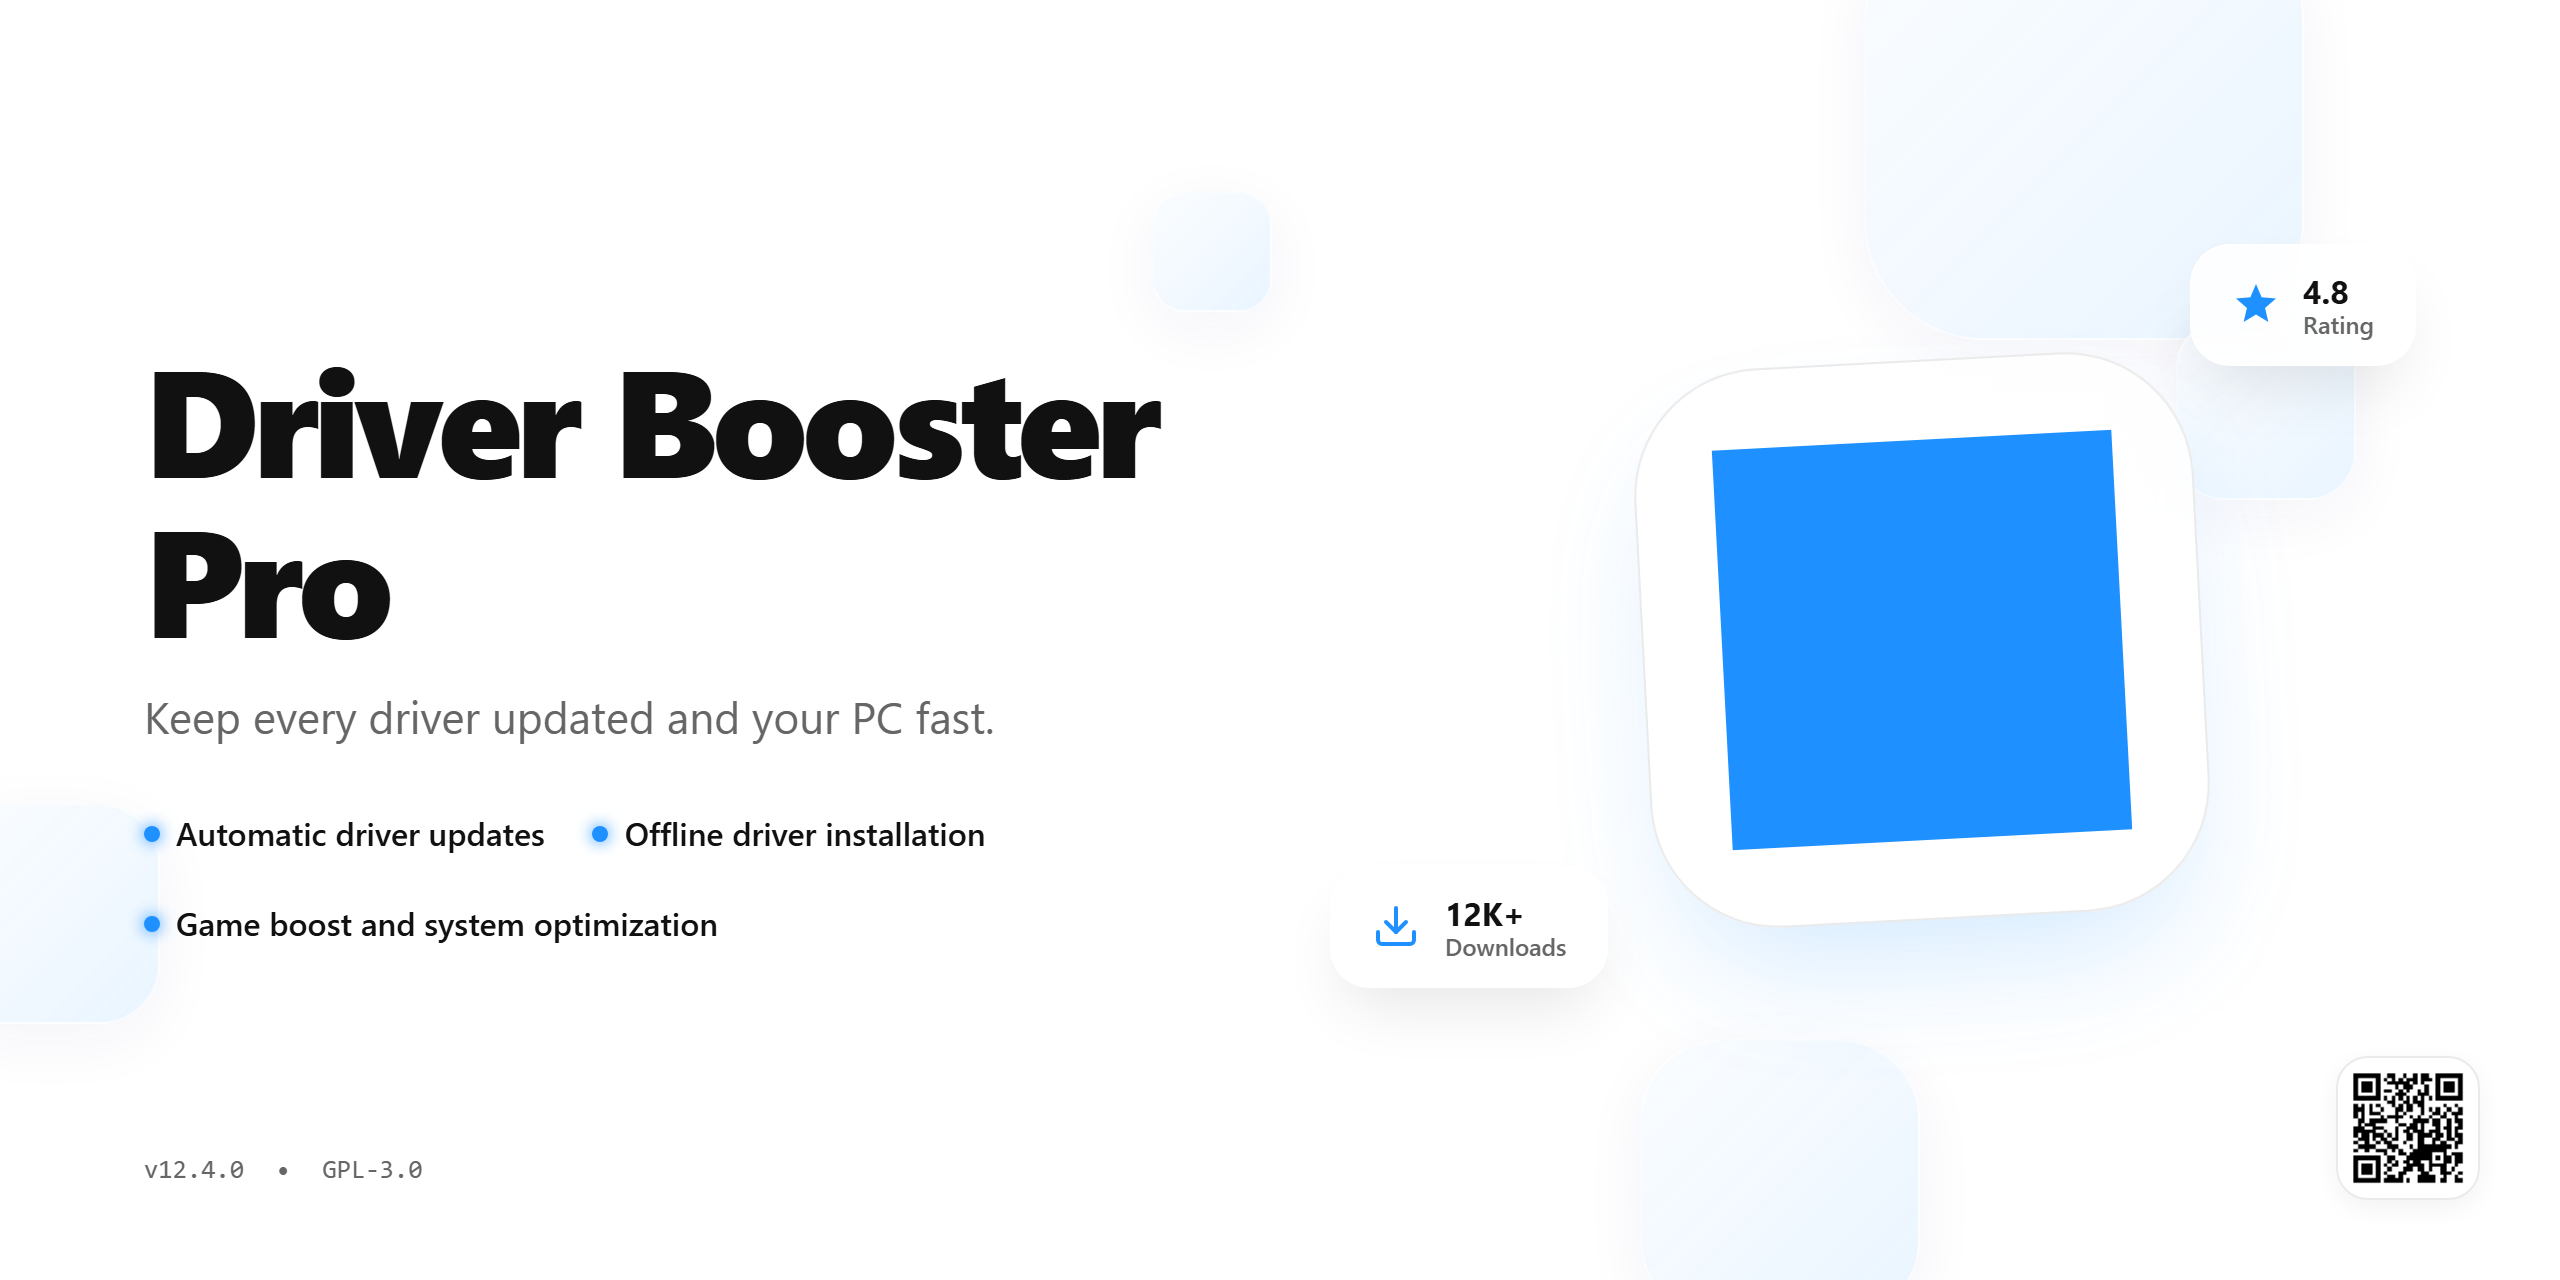 Driver Booster
Pro
Keep every driver updated and your PC fast.
Automatic driver updates
Offline driver installation
Game boost and system optimization
v12.4.0 • GPL-3.0
4.8
Rating
12K+
Downloads